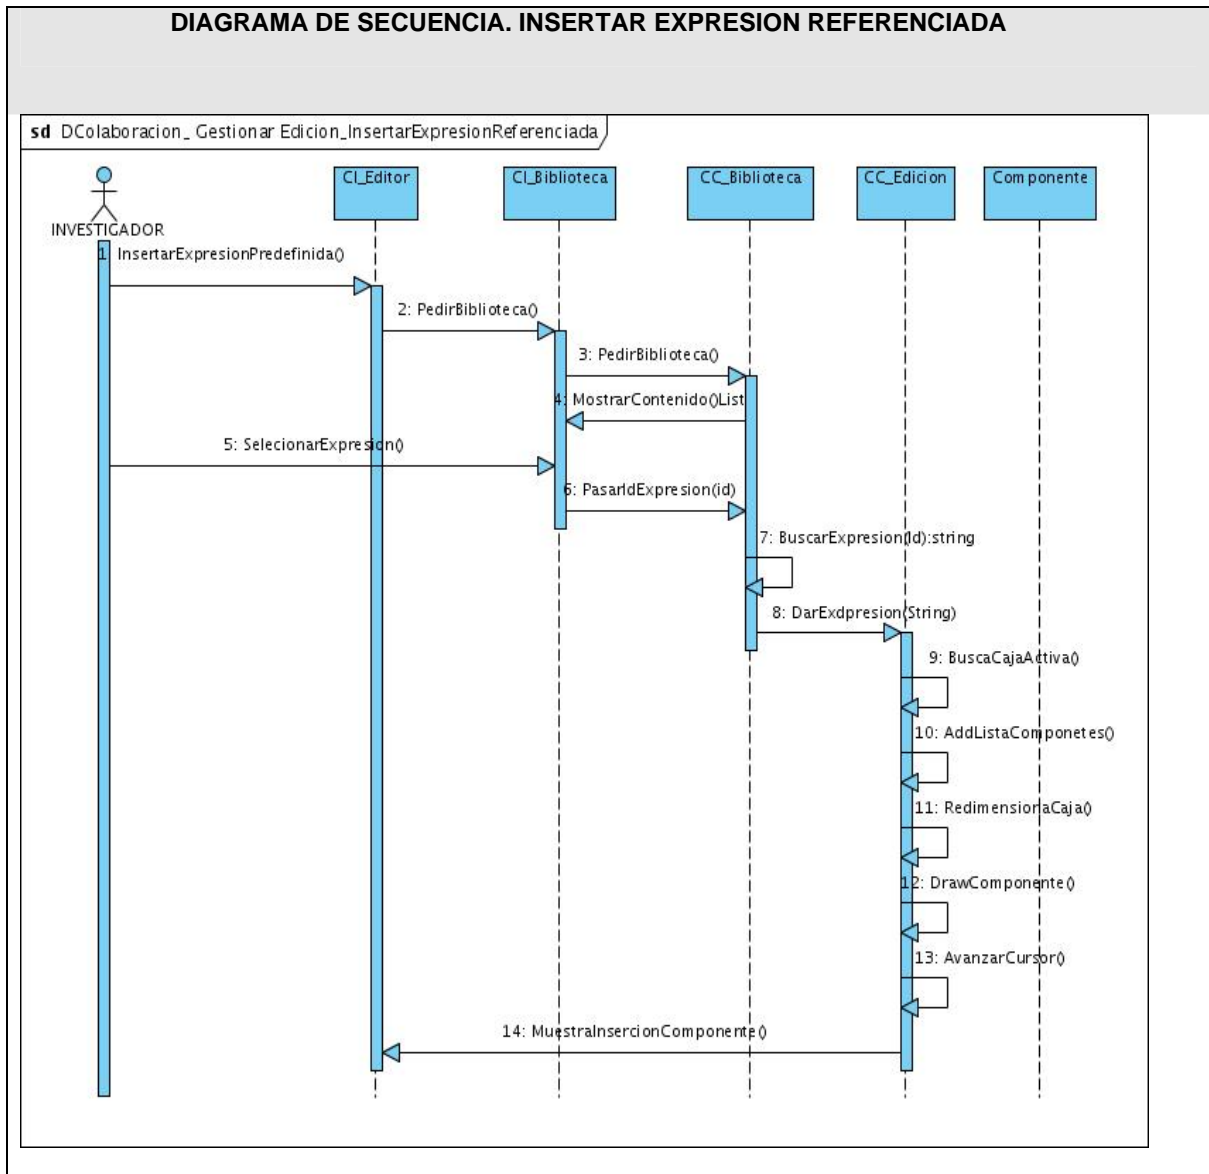 DIAGRAMA DE SECUENCIA. INSERTAR EXPRESION REFERENCIADA
sd DColaboracion_ Gestionar Edicion_InsertarExpresionReferenciada
CI_Editor
CI_Biblioteca
CC_Biblioteca
CC_Edicion
Componente
INVESTIGADOR
1: InsertarExpresionPredefinida()
2: PedirBiblioteca()
3: PedirBiblioteca()
4: MostrarContenido()List
5: SelecionarExpresion()
6: PasarIdExpresion(id)
7: BuscarExpresion(Id):string
8: DarExdpresion(String)
9: BuscaCajaActiva()
10: AddListaComponetes()
11: RedimensionaCaja()
12: DrawComponente()
13: AvanzarCursor()
14: MuestraInsercionComponente()